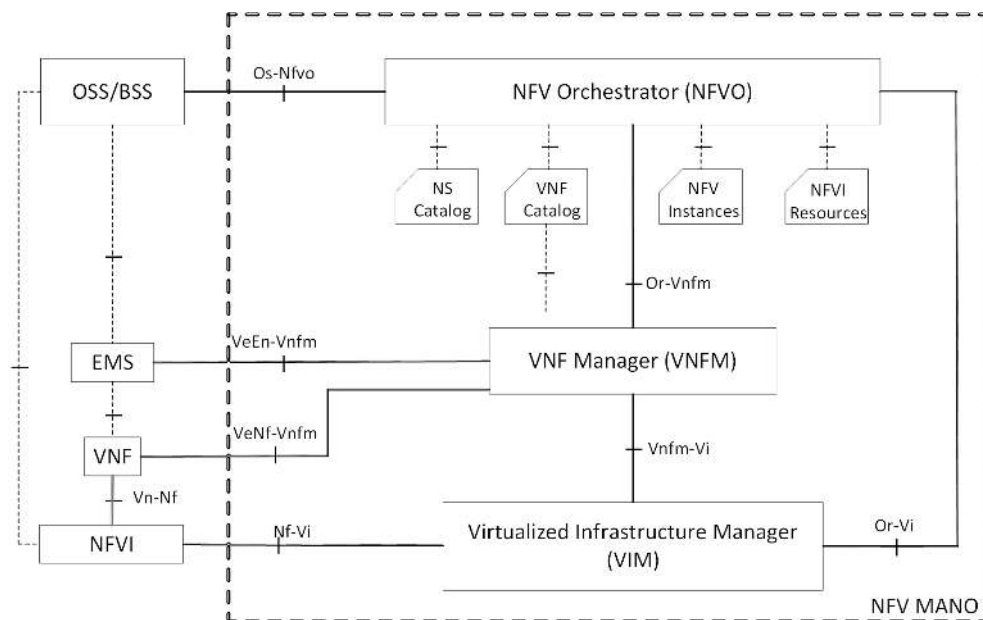 Os-Nfvo
OSS/BSS
NFV Orchestrator (NFVO)
NS
Catalog
VNF
Catalog
NFV
Instances
NFVI
Resources
Or-Vnfm
VeEn-Vnfm
EMS
VNF Manager (VNFM)
VeNf-Vnfm
VNF
Vnfm-Vi
Vn-Nf
NFVI
Nf-Vi
Virtualized Infrastructure Manager
(VIM)
Or-Vi
NFV MANO